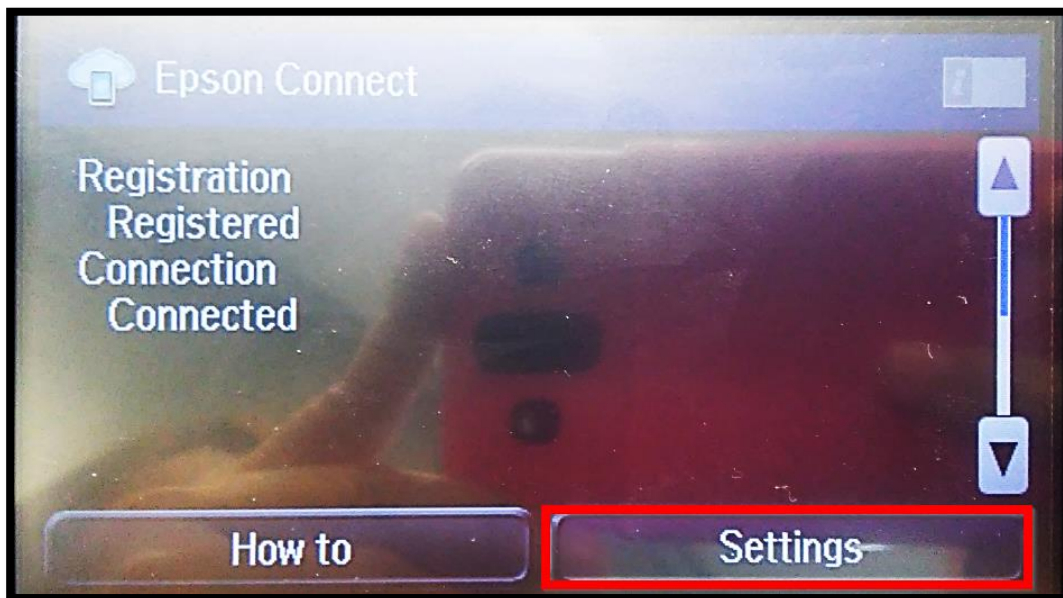 Epson Connect
Registration
Registered
Connection
Connected
How to
Settings